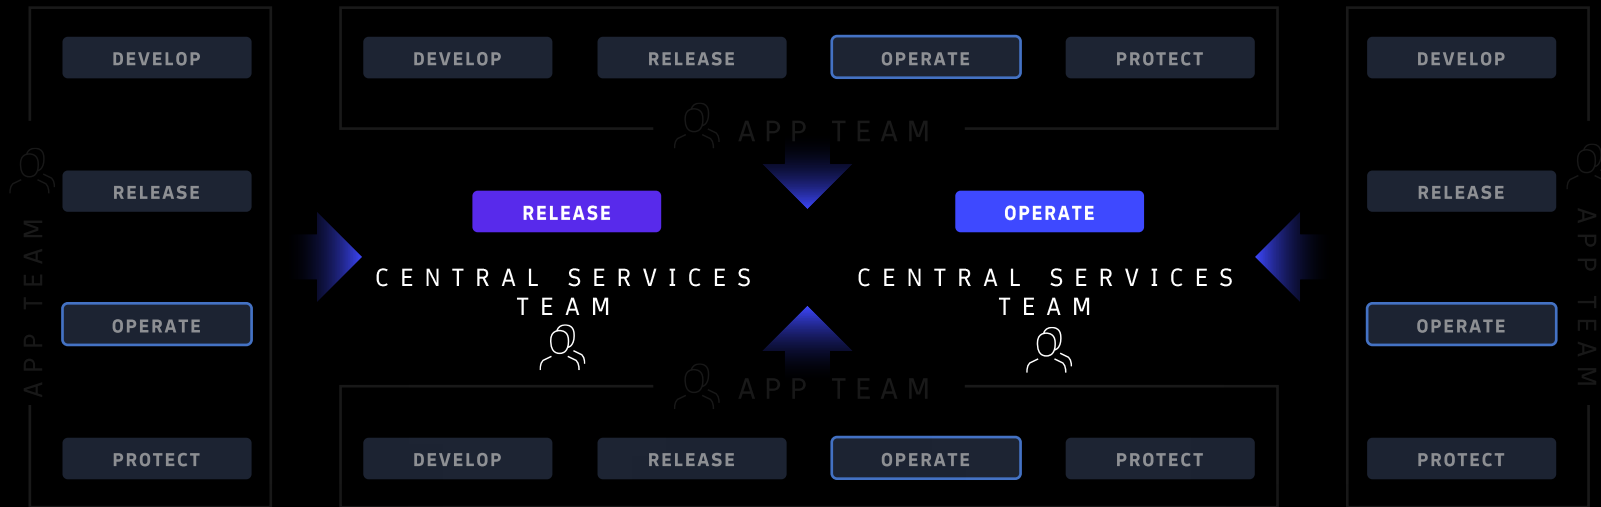 DEVELOP
RELEASE
OPERATE
PROTECT
APP TEAM
DEVELOP
RELEASE
OPERATE
PROTECT
APP TEAM
RELEASE
CENTRAL SERVICES
TEAM
OPERATE
CENTRAL SERVICES
TEAM
APP TEAM
DEVELOP
RELEASE
OPERATE
PROTECT
DEVELOP
RELEASE
OPERATE
PROTECT
APP TEAM